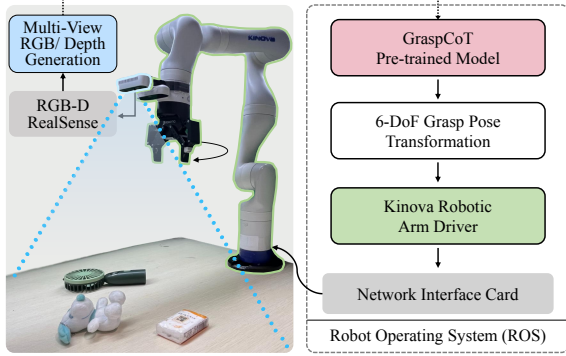 Multi-View
RGB/ Depth
Generation
RGB-D
RealSense
KINOVA
GraspCoT
Pre-trained Model
6-DoF Grasp Pose
Transformation
Kinova Robotic
Arm Driver
Network Interface Card
Robot Operating System (ROS)